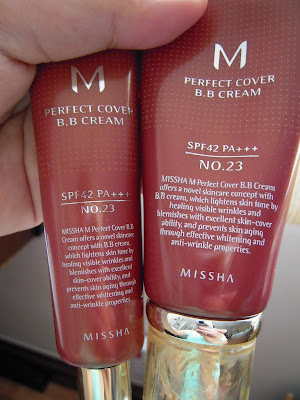 M
PERFECT COVER
B.B CREAM
SPF42 PA+++
NO.23
MISSHA M Perfect Cover B.B
Cream offers a novel skincare
concept with B.B cream,
which lightens skin tone by
healing visible wrinkles and
blemishes with excellent
skin-cover ability, and
prevents skin aging through
effective whitening and
anti-wrinkle properties.
MISSHA
M
PERFECT COVER
B.B CREAM
SPF42 PA+++
NO.23
MISSHA M Perfect Cover B.B Cream
offers a novel skincare concept with
B.B cream, which lightens skin tone by
healing visible wrinkles and
blemishes with excellent skin-cover
ability, and prevents skin aging
through effective whitening and
anti-wrinkle properties.
MISSHA